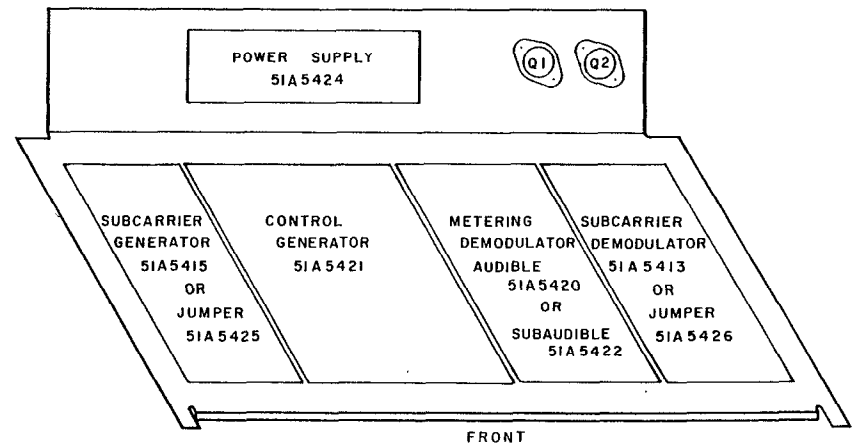 POWER SUPPLY
51A5424
Q1
Q2
SUBCARRIER
GENERATOR
51A5415
OR
JUMPER
51A5425
CONTROL
GENERATOR
51A5421
METERING
DEMODULATOR
AUDIBLE
51A5420
OR
SUBAUDIBLE
51A5422
SUBCARRIER
DEMODULATOR
51A5413
OR
JUMPER
51A5426
FRONT